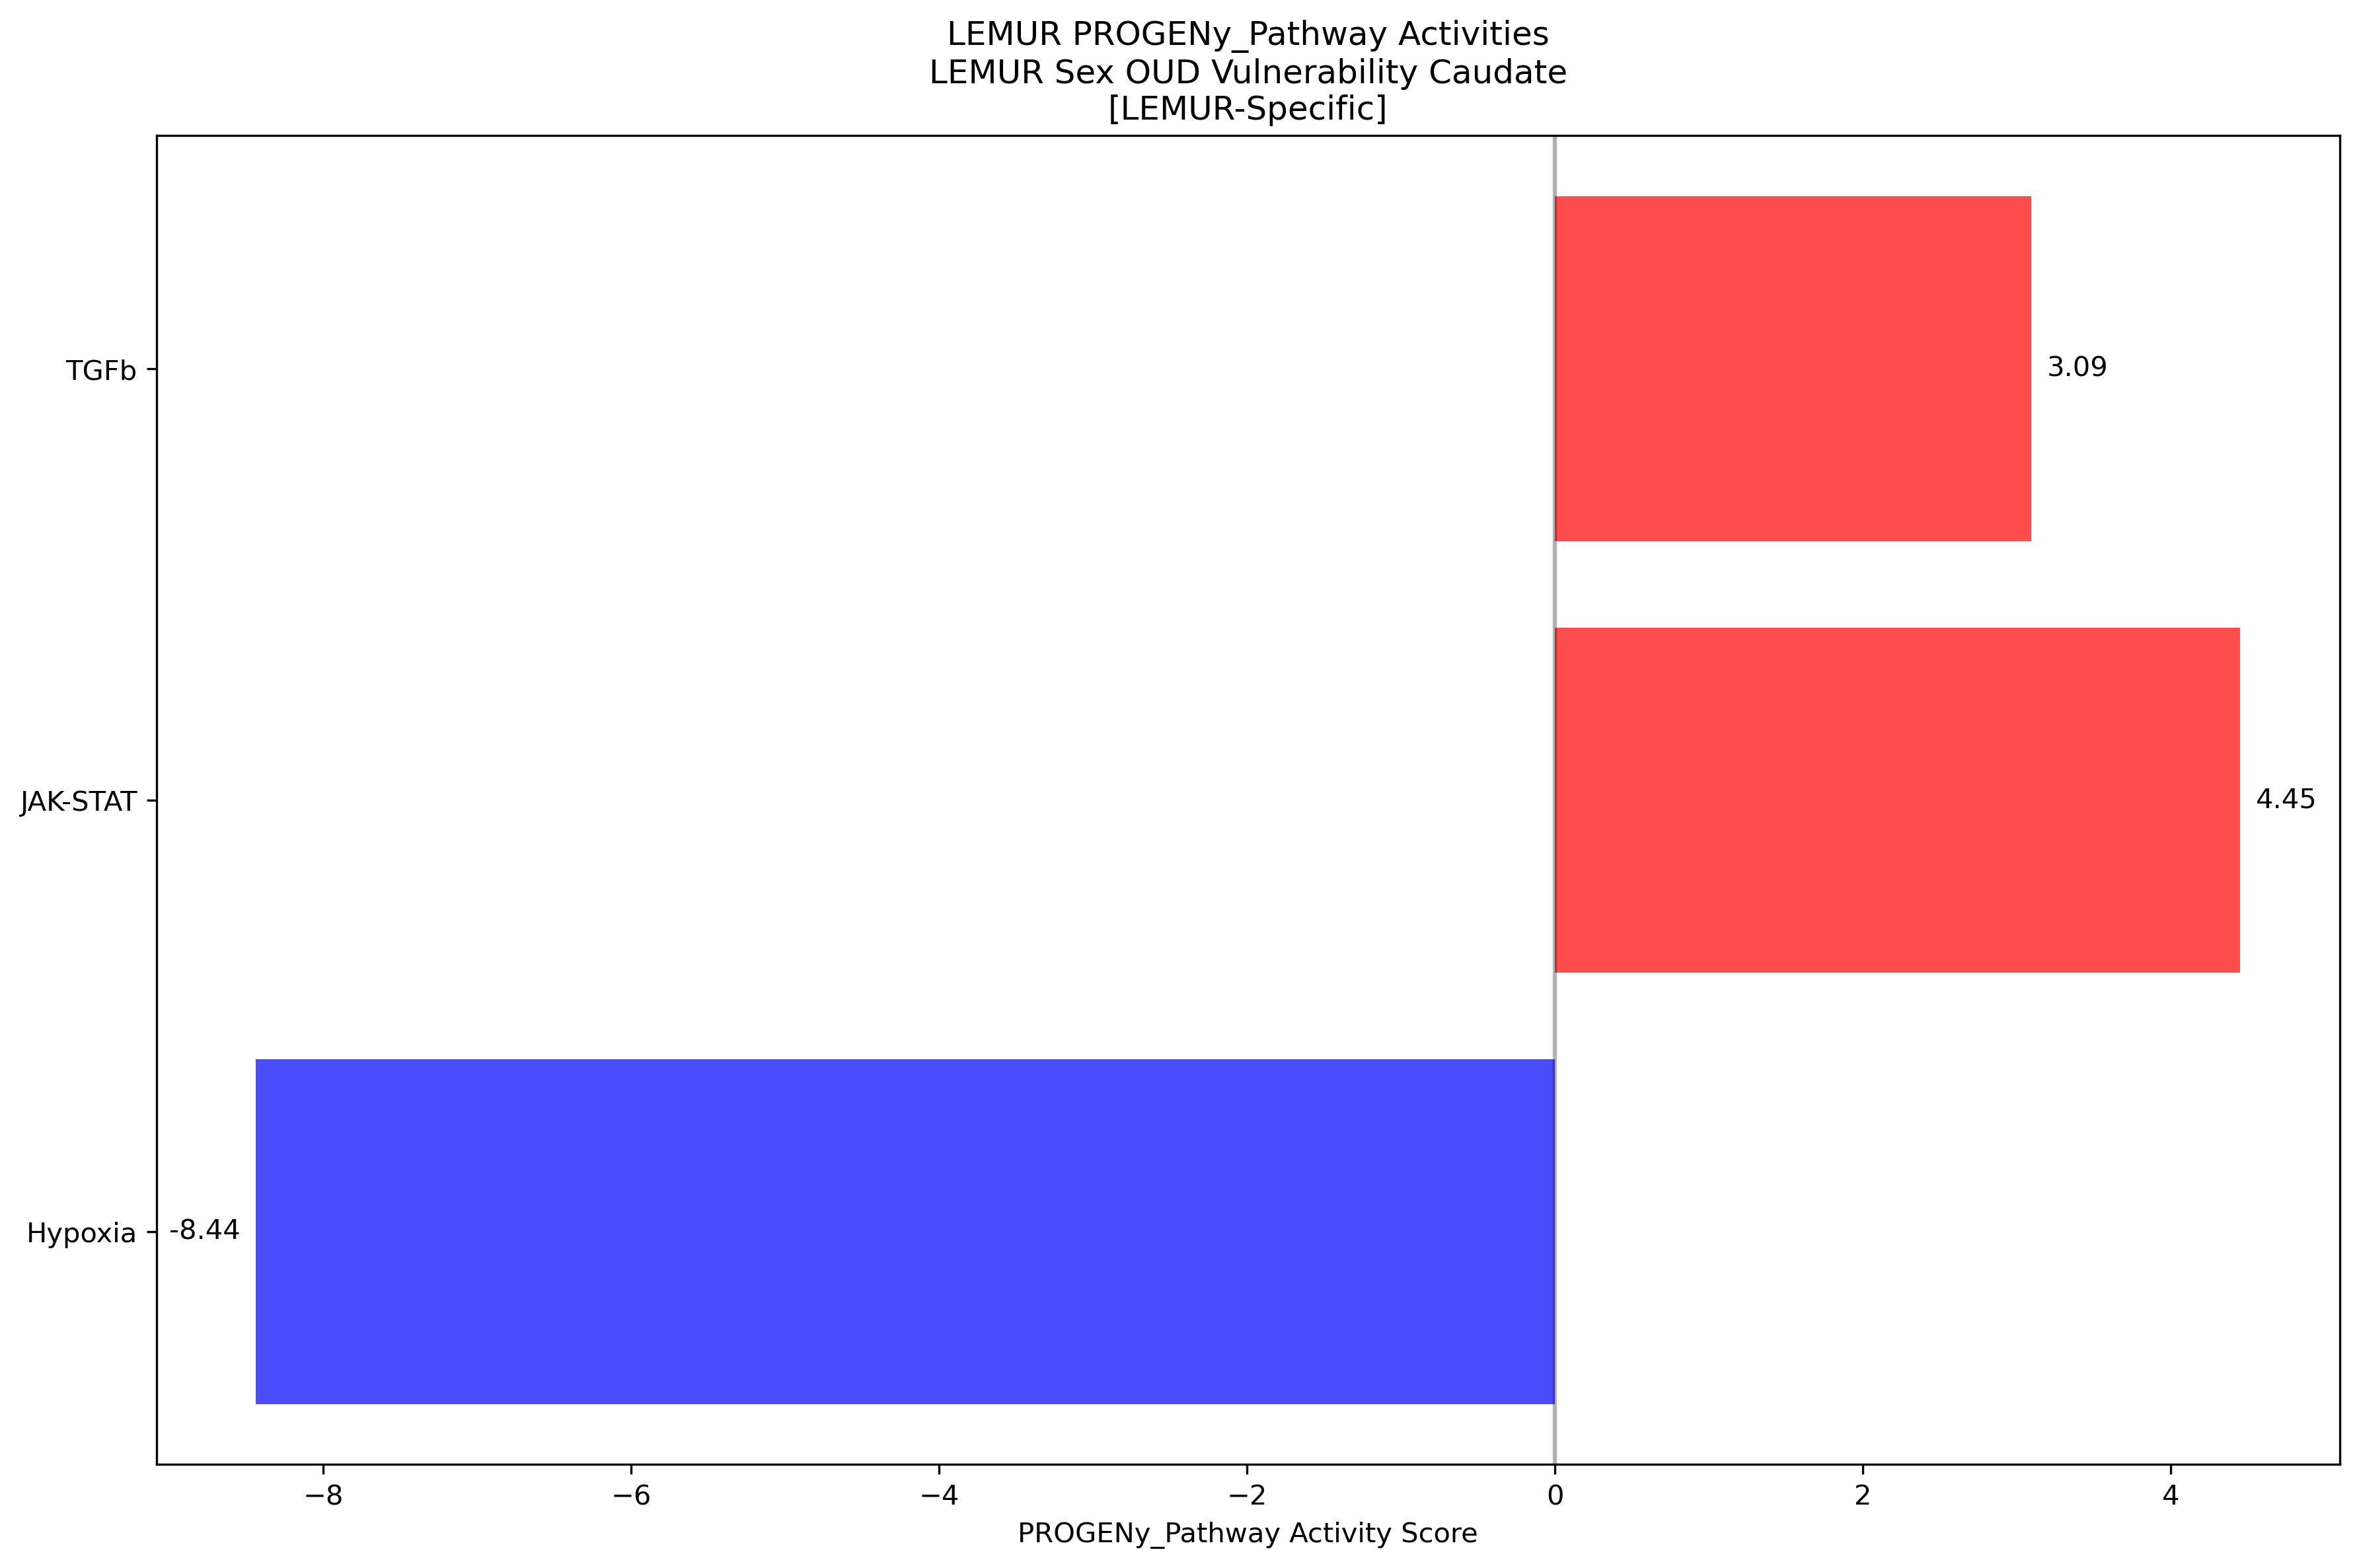 LEMUR PROGENy_Pathway Activities
LEMUR Sex OUD Vulnerability Caudate
[LEMUR-Specific]
TGFb
3.09
JAK-STAT
4.45
Hypoxia
-8.44
−8 −6 −4 −2 0 2 4
PROGENy_Pathway Activity Score